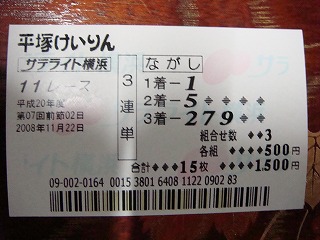 平塚けいりん
サテライト横浜
11レース
平成20年度
第07回前節02日
2008年11月22日
3連単
ながし
1着-1
2着-5◆◆◆◆
3着-279◆◆
組合せ数◆◆3
各組◆◆◆◆500円
合計◆◆◆15枚◆◆◆◆1,500円
09-002-0164 0015 3801 6408 1122 0902 83